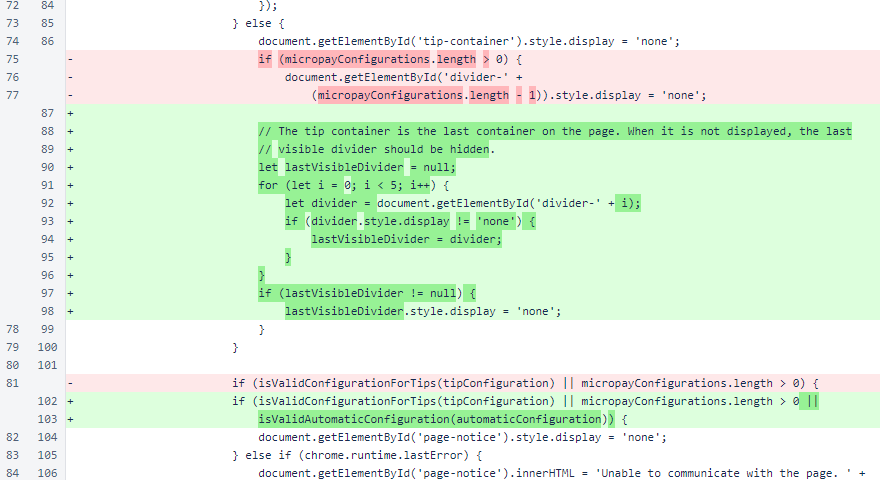 72 84 });
73 85 } else {
74 86 document.getElementById('tip-container').style.display = 'none';
75 - if (micropayConfigurations.length > 0) {
76 - document.getElementById('divider-' +
77 - (micropayConfigurations.length - 1)).style.display = 'none';
87 +
88 + // The tip container is the last container on the page. When it is not displayed, the last
89 + // visible divider should be hidden.
90 + let lastVisibleDivider = null;
91 + for (let i = 0; i < 5; i++) {
92 + let divider = document.getElementById('divider-' + i);
93 + if (divider.style.display != 'none') {
94 + lastVisibleDivider = divider;
95 + }
96 + }
97 + if (lastVisibleDivider != null) {
98 + lastVisibleDivider.style.display = 'none';
78 99 }
79 100 }
80 101
81 - if (isValidConfigurationForTips(tipConfiguration) || micropayConfigurations.length > 0) {
102 + if (isValidConfigurationForTips(tipConfiguration) || micropayConfigurations.length > 0 ||
103 + isValidAutomaticConfiguration(automaticConfiguration)) {
82 104 document.getElementById('page-notice').style.display = 'none';
83 105 } else if (chrome.runtime.lastError) {
84 106 document.getElementById('page-notice').innerHTML = 'Unable to communicate with the page. ' +